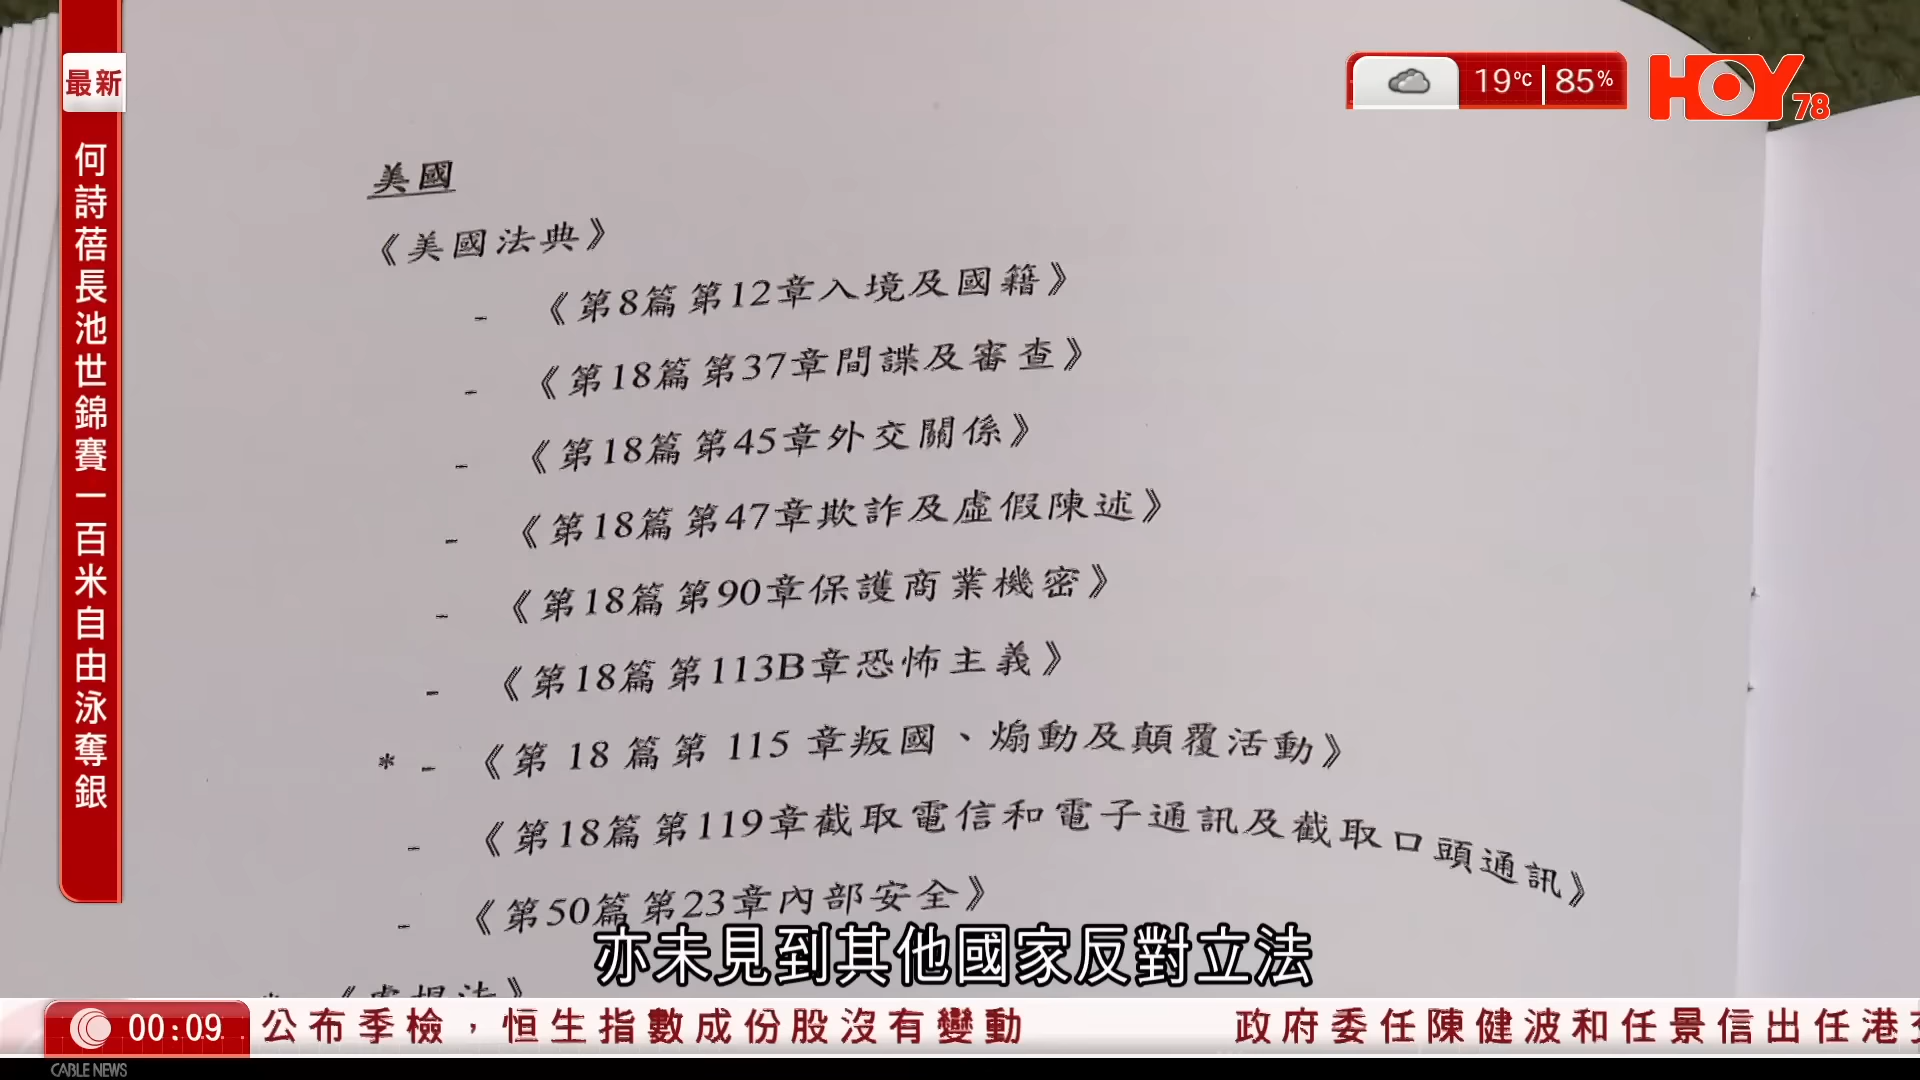 最新
何詩蓓長池世錦賽一百米自由泳奪銀
19°C 85%
HOY 78
美國
《美國法典》
- 《第8篇 第12章入境及國籍》
- 《第18篇 第37章間諜及審查》
- 《第18篇 第45章外交關係》
- 《第18篇 第47章欺詐及虛假陳述》
- 《第18篇 第90章保護商業機密》
- 《第18篇 第113B章恐怖主義》
* - 《第 18 篇 第 115 章叛國、煽動及顛覆活動》
- 《第18篇 第119章截取電信和電子通訊及截取口頭通訊》
- 《第50篇 第23章內部安全》
亦未見到其他國家反對立法
00:09 公布季檢，恒生指數成份股沒有變動 政府委任陳健波和任景信出任港
CABLE NEWS